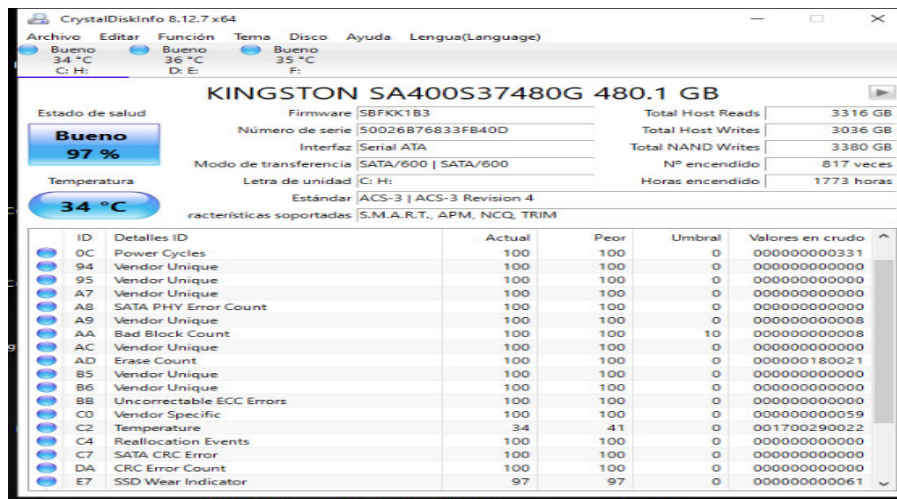 CrystalDiskInfo 8.12.7 x64
Archivo Editar Función Tema Disco Ayuda Lengua(Language)
Bueno Bueno Bueno
34 °C 36 °C 35 °C
C: H: D: E: F:
KINGSTON SA400S37480G 480.1 GB
Estado de salud Firmware SBFKK1B3 Total Host Reads 3316 GB
Bueno Número de serie 50026B76833FB40D Total Host Writes 3036 GB
97 % Interfaz Serial ATA Total NAND Writes 3380 GB
Modo de transferencia SATA/600 | SATA/600 Nº encendido 817 veces
Temperatura Letra de unidad C: H: Horas encendido 1773 horas
34 °C Estándar ACS-3 | ACS-3 Revision 4
racterísticas soportadas S.M.A.R.T., APM, NCQ, TRIM
ID Detalles ID Actual Peor Umbral Valores en crudo
0C Power Cycles 100 100 0 000000000331
94 Vendor Unique 100 100 0 000000000000
95 Vendor Unique 100 100 0 000000000000
A7 Vendor Unique 100 100 0 000000000000
A8 SATA PHY Error Count 100 100 0 000000000000
A9 Vendor Unique 100 100 0 000000000008
AA Bad Block Count 100 100 10 000000000008
AC Vendor Unique 100 100 0 000000000000
AD Erase Count 100 100 0 000000180021
B5 Vendor Unique 100 100 0 000000000000
B6 Vendor Unique 100 100 0 000000000000
BB Uncorrectable ECC Errors 100 100 0 000000000000
C0 Vendor Specific 100 100 0 000000000059
C2 Temperature 34 41 0 001700290022
C4 Reallocation Events 100 100 0 000000000000
C7 SATA CRC Error 100 100 0 000000000000
DA CRC Error Count 100 100 0 000000000000
E7 SSD Wear Indicator 97 97 0 000000000061